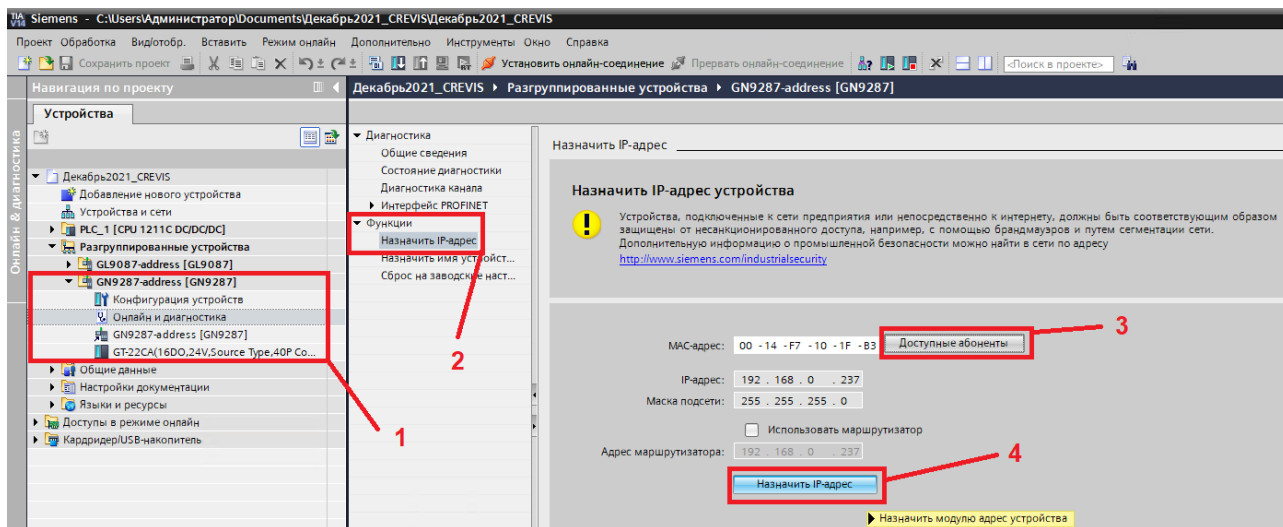 TIA V14 Siemens - C:\Users\Администратор\Documents\Декабрь2021_CREVIS\Декабрь2021_CREVIS
Проект Обработка Вид/отобр. Вставить Режим онлайн Дополнительно Инструменты Окно Справка
Сохранить проект Установить онлайн-соединение Прервать онлайн-соединение <Поиск в проекте>
Навигация по проекту
Декабрь2021_CREVIS Разгруппированные устройства GN9287-address [GN9287]
Устройства
Онлайн & диагностика
Декабрь2021_CREVIS
Добавление нового устройства
Устройства и сети
PLC_1 [CPU 1211C DC/DC/DC]
Разгруппированные устройства
GL9087-address [GL9087]
GN9287-address [GN9287]
Конфигурация устройств
Онлайн и диагностика
GN9287-address [GN9287]
GT-22CA(16DO,24V,Source Type,40P Co...
Общие данные
Настройки документации
Языки и ресурсы
Доступы в режиме онлайн
Кардридер/USB-накопитель
1
Диагностика
Общие сведения
Состояние диагностики
Диагностика канала
Интерфейс PROFINET
Функции
Назначить IP-адрес
Назначить имя устройст...
Сброс на заводские наст...
2
Назначить IP-адрес
Назначить IP-адрес устройства
Устройства, подключенные к сети предприятия или непосредственно к интернету, должны быть соответствующим образом
защищены от несанкционированного доступа, например, с помощью брандмауэров и путем сегментации сети.
Дополнительную информацию о промышленной безопасности можно найти в сети по адресу
http://www.siemens.com/industrialsecurity
3
MAC-адрес: 00 -14 -F7 -10 -1F -B3 Доступные абоненты
IP-адрес: 192 . 168 . 0 . 237
Маска подсети: 255 . 255 . 255 . 0
Использовать маршрутизатор
Адрес маршрутизатора: 192 . 168 . 0 . 237
4
Назначить IP-адрес
Назначить модулю адрес устройства